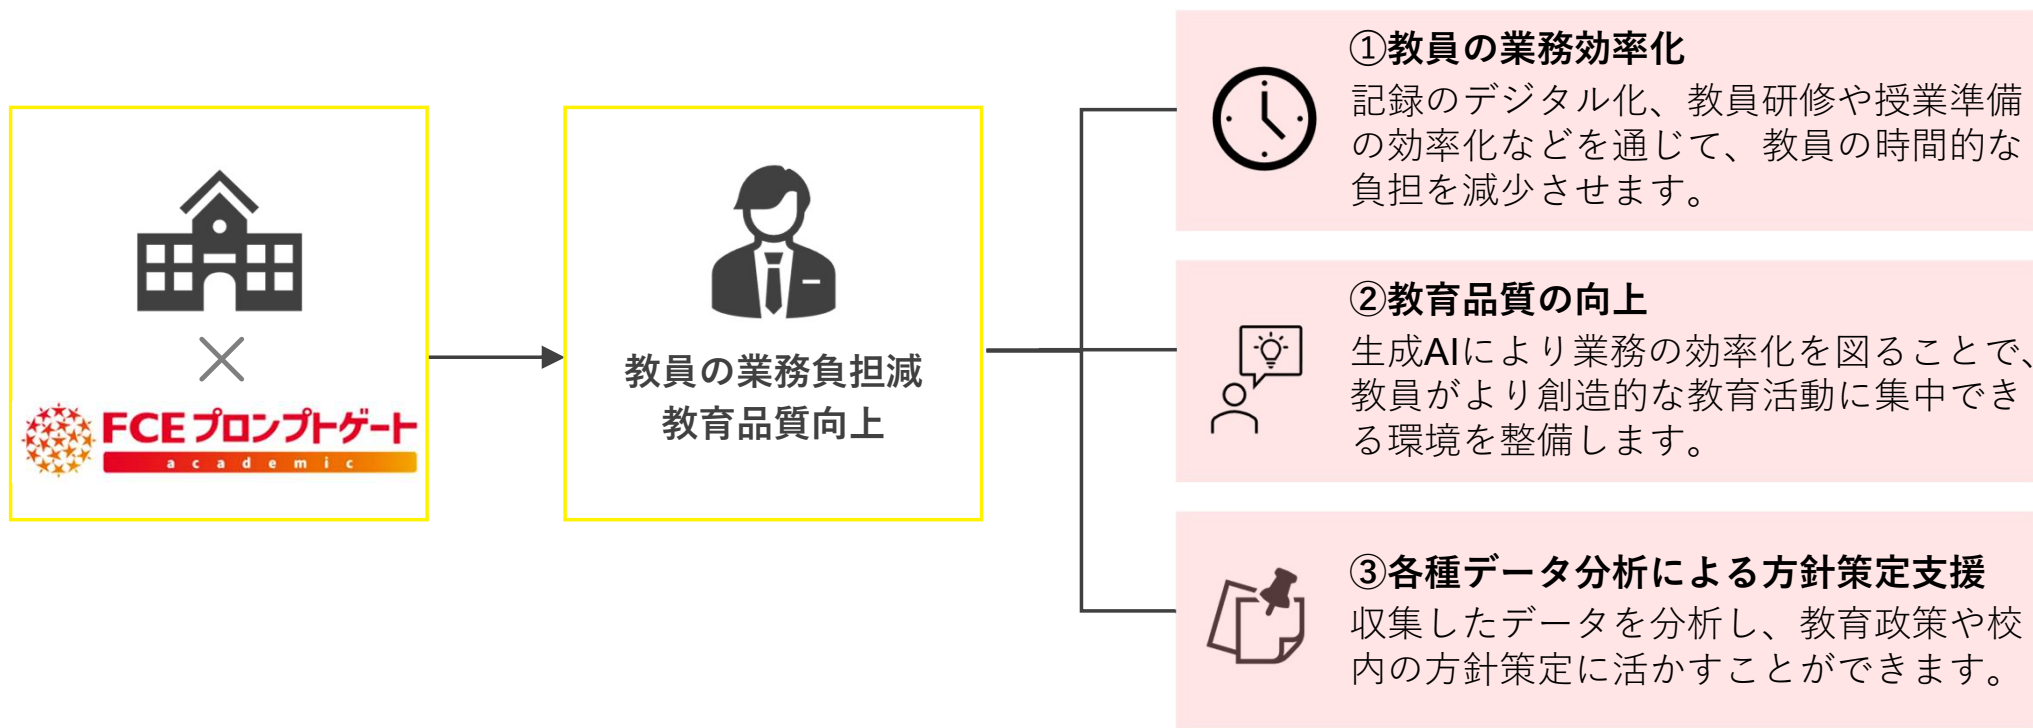 FCE プロンプトゲート
academic
教員の業務負担減
教育品質向上
①教員の業務効率化
記録のデジタル化、教員研修や授業準備
の効率化などを通じて、教員の時間的な
負担を減少させます。
②教育品質の向上
生成AIにより業務の効率化を図ることで、
教員がより創造的な教育活動に集中でき
る環境を整備します。
③各種データ分析による方針策定支援
収集したデータを分析し、教育政策や校
内の方針策定に活かすことができます。